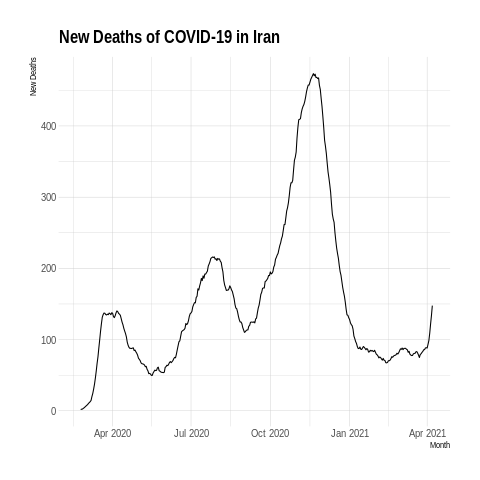 New Deaths of COVID-19 in Iran
New Deaths
400
300
200
100
0
Apr 2020 Jul 2020 Oct 2020 Jan 2021 Apr 2021
Month